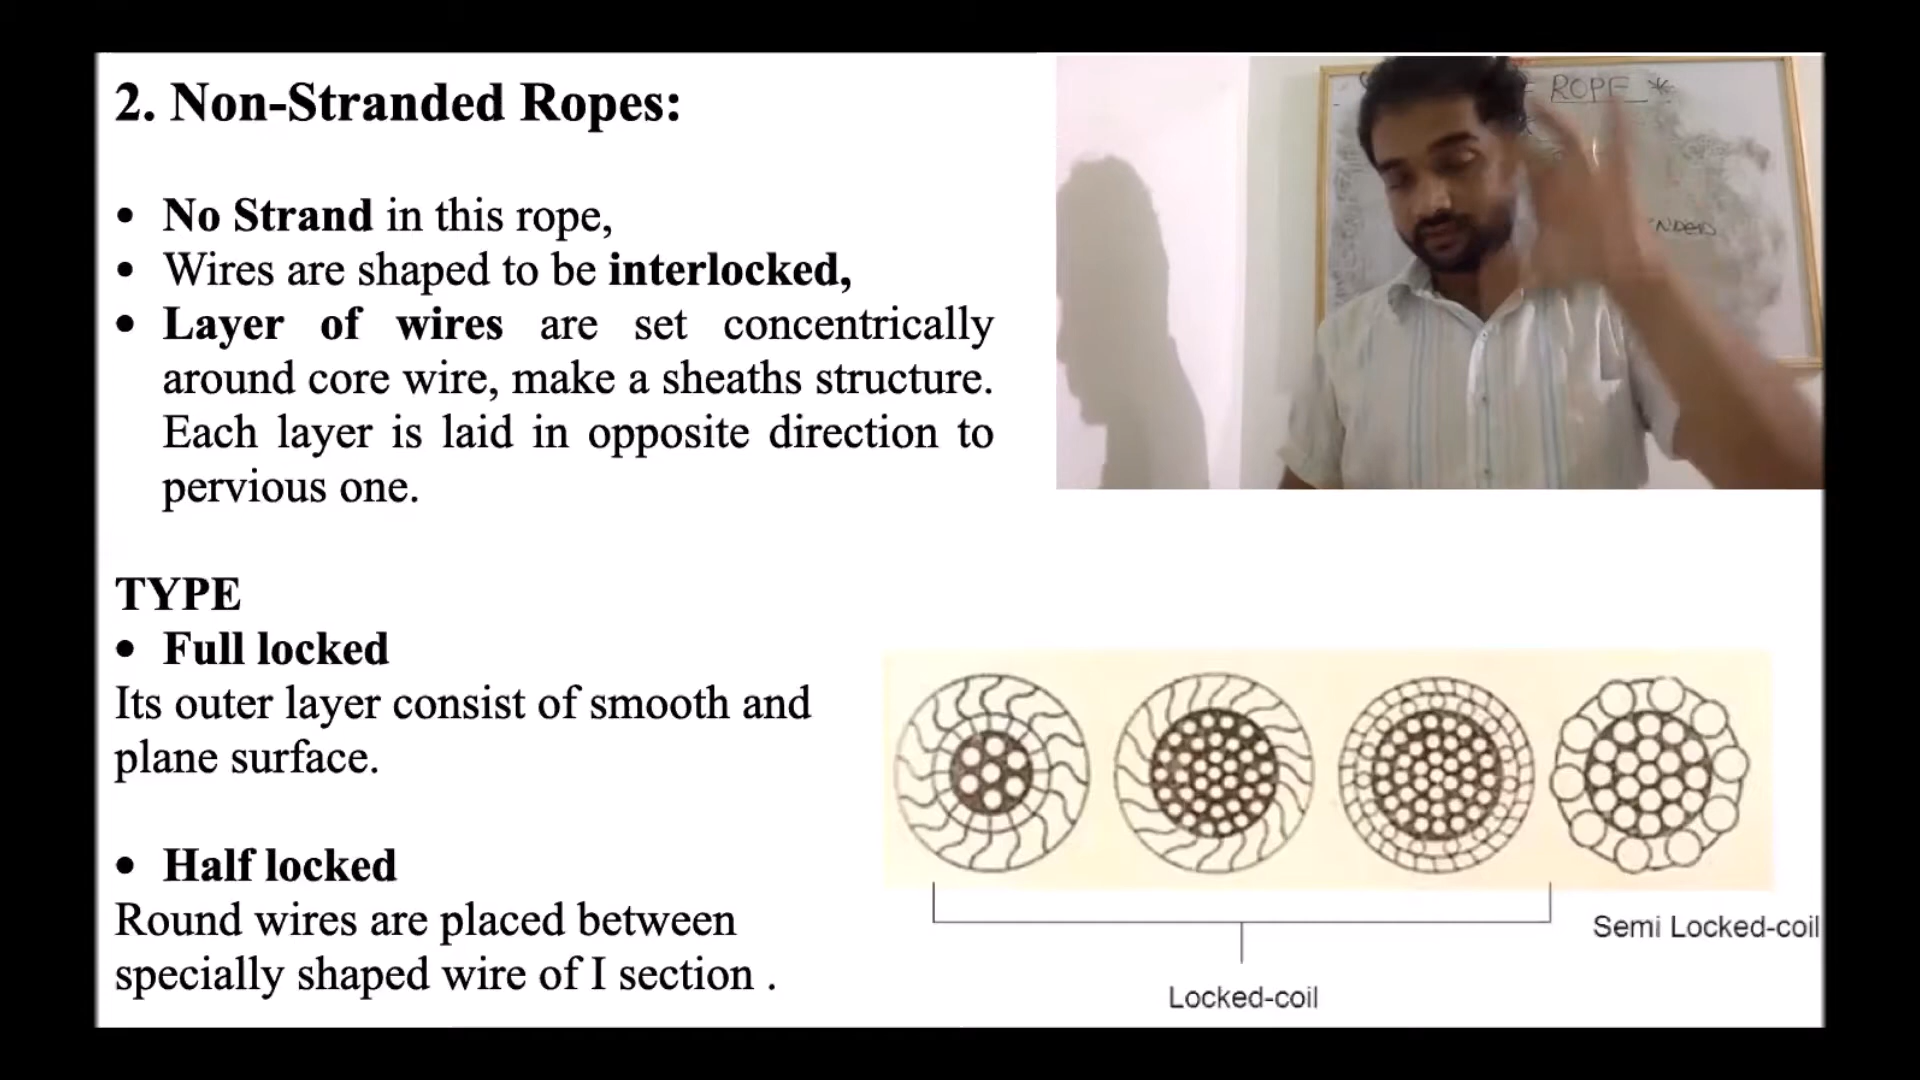 2. Non-Stranded Ropes:
• No Strand in this rope,
• Wires are shaped to be interlocked,
• Layer of wires are set concentrically
around core wire, make a sheaths structure.
Each layer is laid in opposite direction to
pervious one.
TYPE
• Full locked
Its outer layer consist of smooth and
plane surface.
• Half locked
Round wires are placed between
specially shaped wire of I section .
ROPE
Semi Locked-coil
Locked-coil